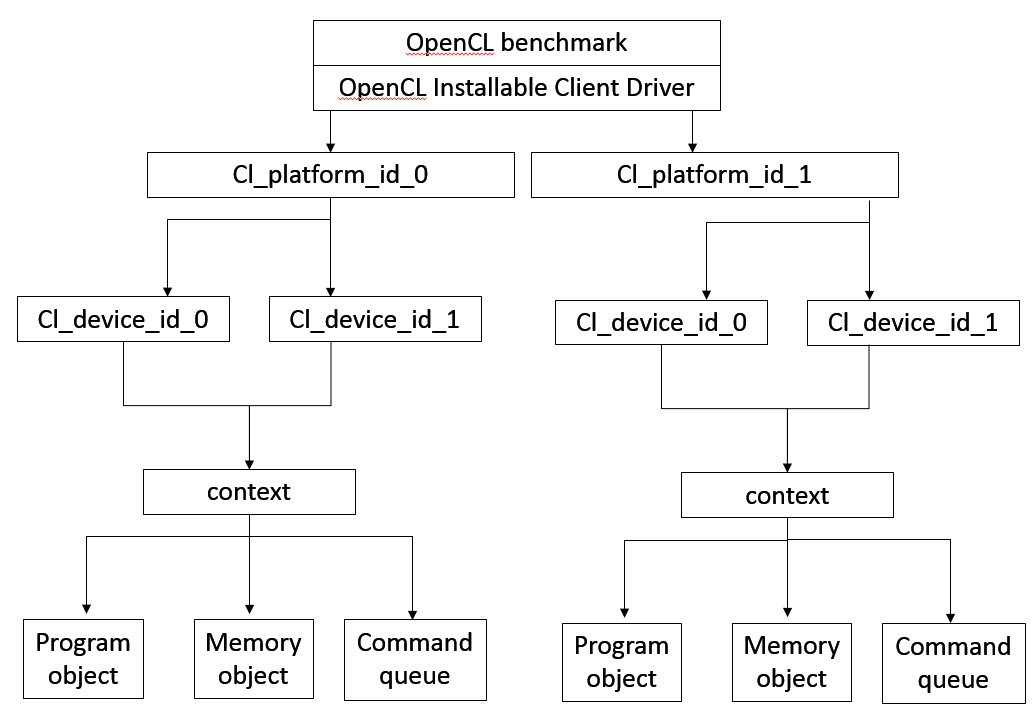 OpenCL benchmark
OpenCL Installable Client Driver
Cl_platform_id_0
Cl_platform_id_1
Cl_device_id_0
Cl_device_id_1
Cl_device_id_0
Cl_device_id_1
context
context
Program
object
Memory
object
Command
queue
Program
object
Memory
object
Command
queue